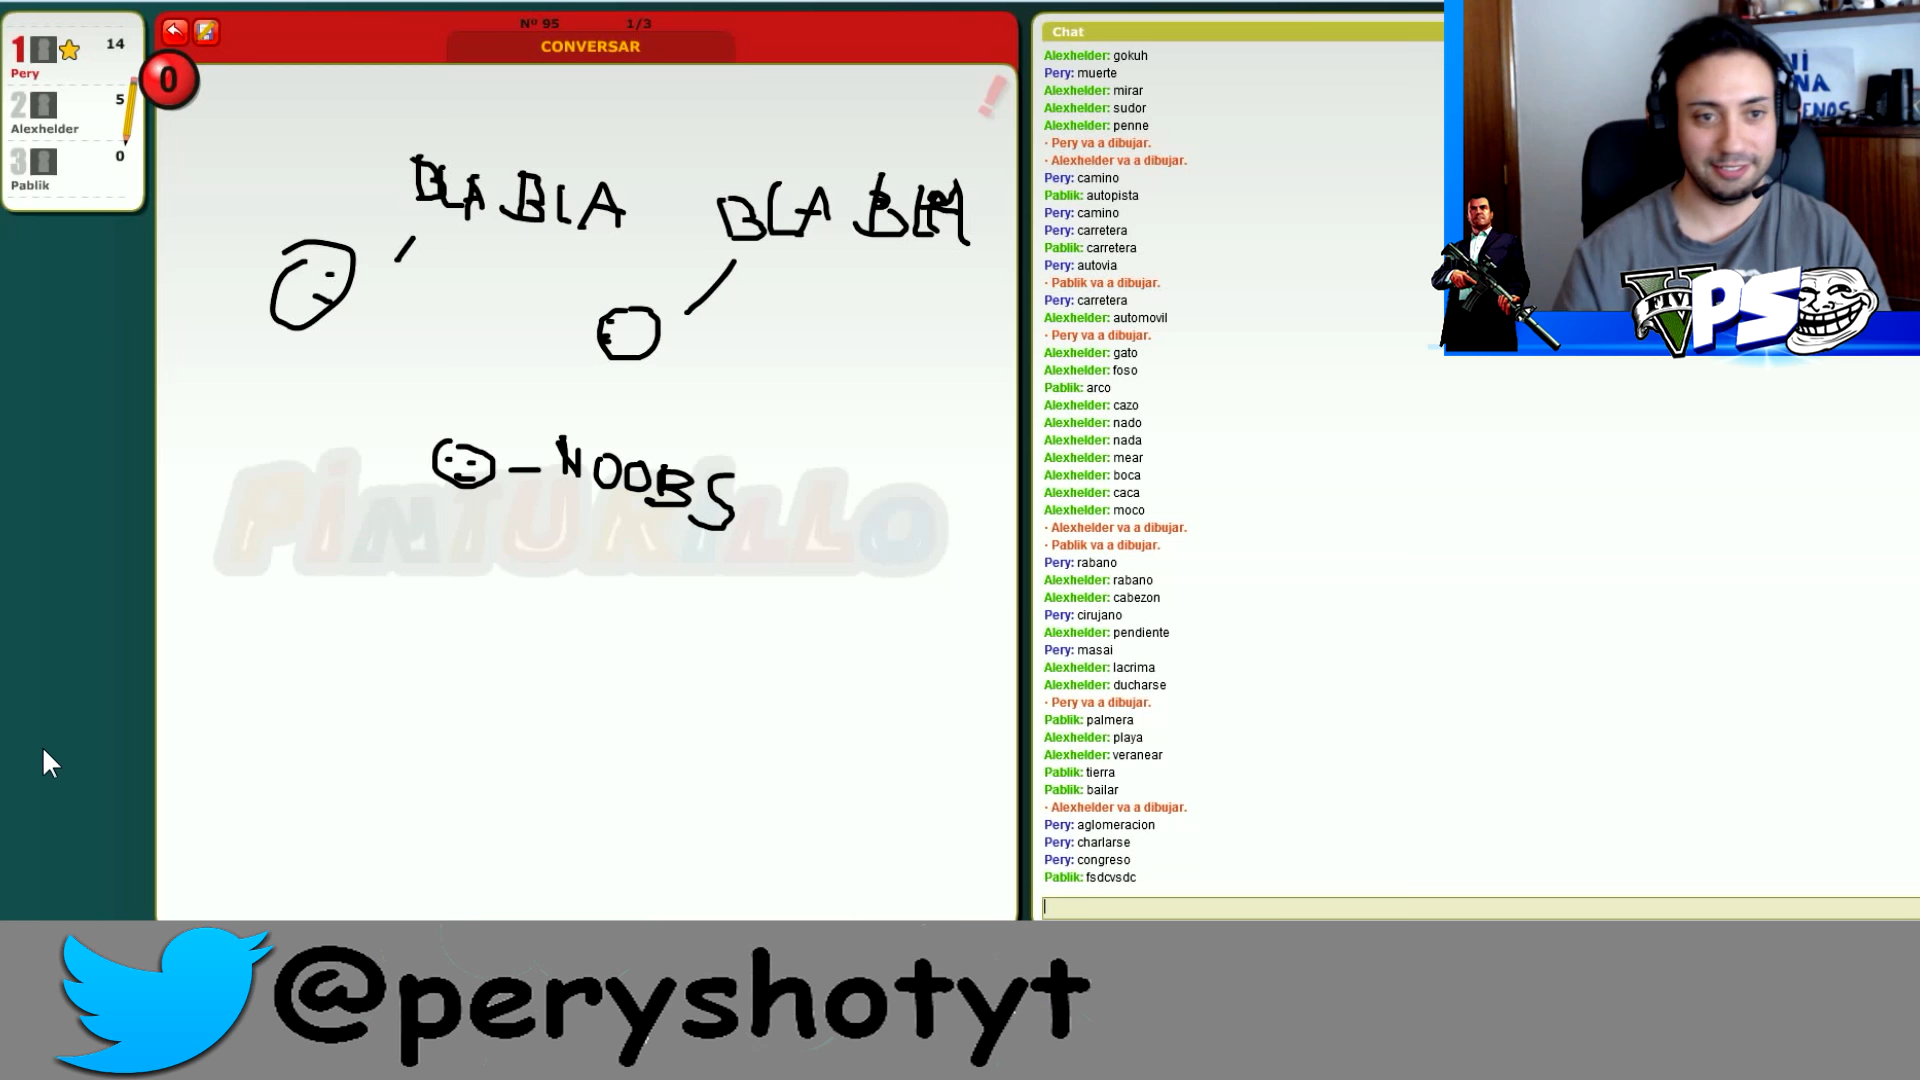 1 14
Pery
2 5
Alexhelder
3 0
Pablik
0
Nº 95 1/3
CONVERSAR
BLA BLA
BLA BLA
NOOBS
PiNTURiLLO
Chat
Alexhelder: gokuh
Pery: muerte
Alexhelder: mirar
Alexhelder: sudor
Alexhelder: penne
· Pery va a dibujar.
· Alexhelder va a dibujar.
Pery: camino
Pablik: autopista
Pery: camino
Pery: carretera
Pablik: carretera
Pery: autovia
· Pablik va a dibujar.
Pery: carretera
Alexhelder: automovil
· Pery va a dibujar.
Alexhelder: gato
Alexhelder: foso
Pablik: arco
Alexhelder: cazo
Alexhelder: nado
Alexhelder: nada
Alexhelder: mear
Alexhelder: boca
Alexhelder: caca
Alexhelder: moco
· Alexhelder va a dibujar.
· Pablik va a dibujar.
Pery: rabano
Alexhelder: rabano
Alexhelder: cabezon
Pery: cirujano
Alexhelder: pendiente
Pery: masai
Alexhelder: lacrima
Alexhelder: ducharse
· Pery va a dibujar.
Pablik: palmera
Alexhelder: playa
Alexhelder: veranear
Pablik: tierra
Pablik: bailar
· Alexhelder va a dibujar.
Pery: aglomeracion
Pery: charlarse
Pery: congreso
Pablik: fsdcvsdc
FIVE
PS
@peryshotyt